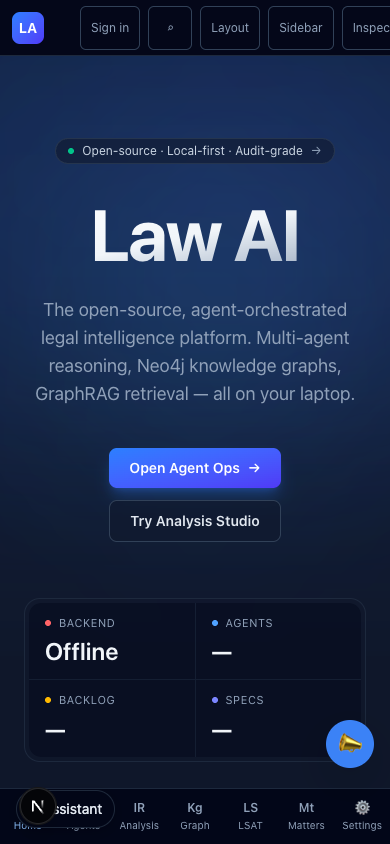 LA
Sign in
Layout
Sidebar
Inspec
Open-source · Local-first · Audit-grade →
Law AI
The open-source, agent-orchestrated
legal intelligence platform. Multi-agent
reasoning, Neo4j knowledge graphs,
GraphRAG retrieval — all on your laptop.
Open Agent Ops →
Try Analysis Studio
BACKEND
Offline
AGENTS
—
BACKLOG
—
SPECS
—
N
ssistant
IR
Kg
LS
Mt
Analysis
Graph
LSAT
Matters
Settings